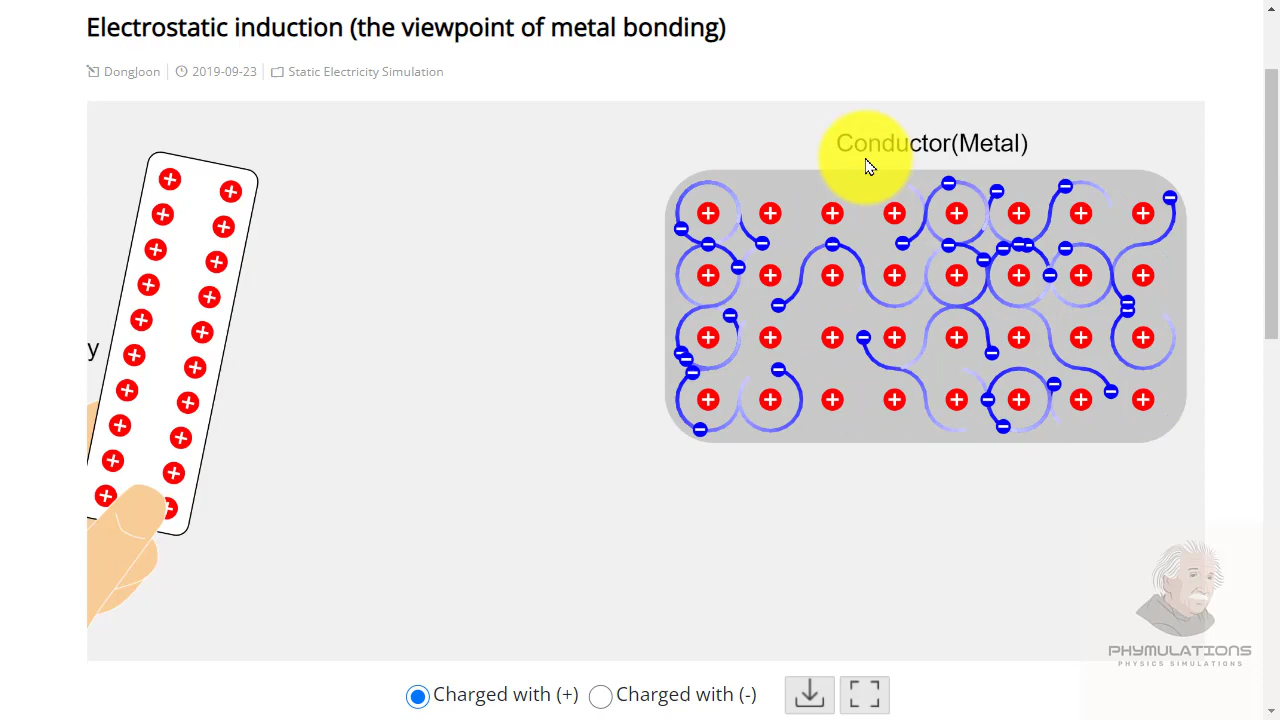 Electrostatic induction (the viewpoint of metal bonding)
DongJoon 2019-09-23 Static Electricity Simulation
Conductor(Metal)
y
PHYMULATIONS
PHYSICS SIMULATIONS
Charged with (+) Charged with (-)